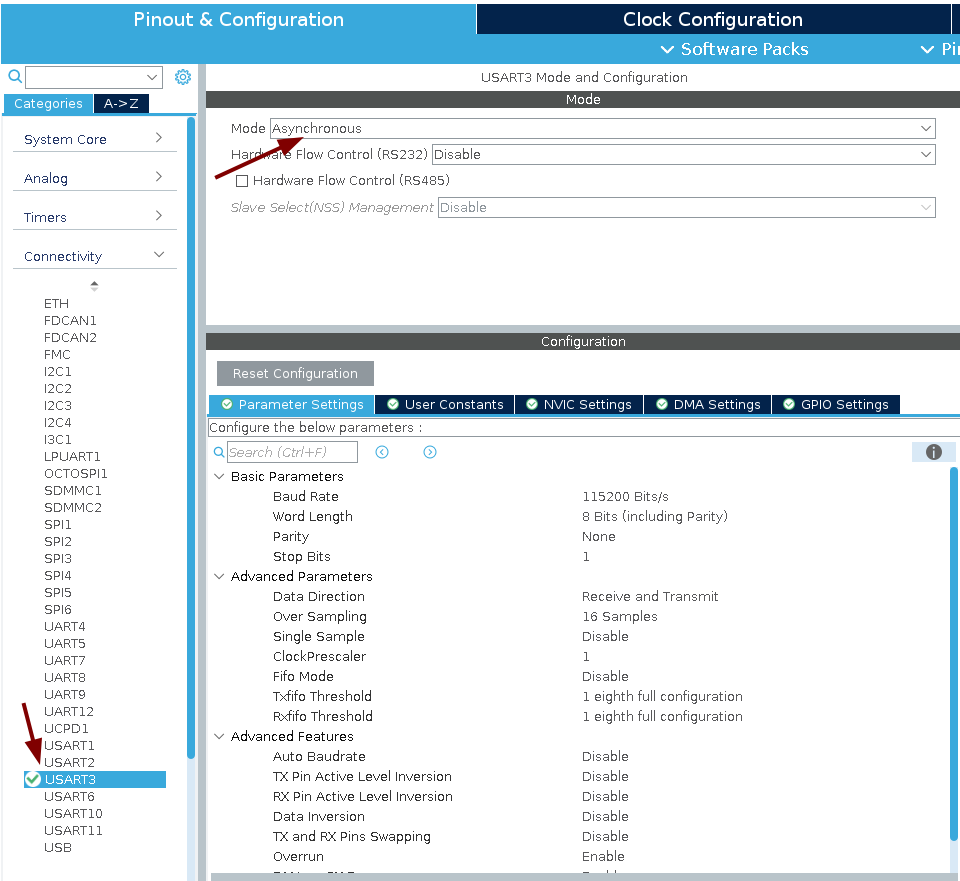 Pinout & Configuration
Clock Configuration
Software Packs
Pi
Categories
A->Z
System Core
Analog
Timers
Connectivity
ETH
FDCAN1
FDCAN2
FMC
I2C1
I2C2
I2C3
I2C4
I3C1
LPUART1
OCTOSPI1
SDMMC1
SDMMC2
SPI1
SPI2
SPI3
SPI4
SPI5
SPI6
UART4
UART5
UART7
UART8
UART9
UART12
UCPD1
USART1
USART2
USART3
USART6
USART10
USART11
USB
USART3 Mode and Configuration
Mode
Mode Asynchronous
Hardware Flow Control (RS232) Disable
Hardware Flow Control (RS485)
Slave Select(NSS) Management Disable
Configuration
Reset Configuration
Parameter Settings
User Constants
NVIC Settings
DMA Settings
GPIO Settings
Configure the below parameters :
Search (Ctrl+F)
Basic Parameters
Baud Rate 115200 Bits/s
Word Length 8 Bits (including Parity)
Parity None
Stop Bits 1
Advanced Parameters
Data Direction Receive and Transmit
Over Sampling 16 Samples
Single Sample Disable
ClockPrescaler 1
Fifo Mode Disable
Txfifo Threshold 1 eighth full configuration
Rxfifo Threshold 1 eighth full configuration
Advanced Features
Auto Baudrate Disable
TX Pin Active Level Inversion Disable
RX Pin Active Level Inversion Disable
Data Inversion Disable
TX and RX Pins Swapping Disable
Overrun Enable